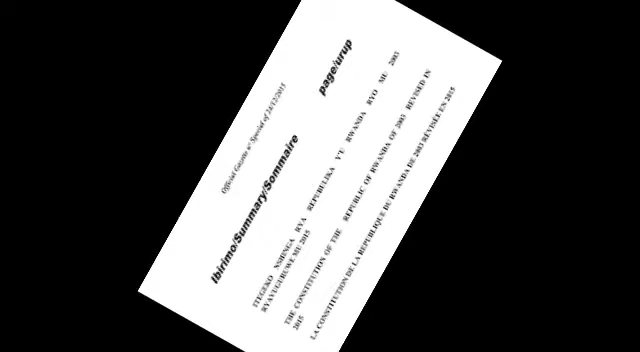 Official Gazette nº Special of 24/12/2015
Ibirimo/Summary/Sommaire page/urup
ITEGEKO NSHINGA RYA REPUBULIKA Y'U RWANDA RYO MU 2003
RYAVUGURUWE MU 2015
THE CONSTITUTION OF THE REPUBLIC OF RWANDA OF 2003 REVISED IN
2015
LA CONSTITUTION DE LA REPUBLIQUE DU RWANDA DE 2003 REVISÉE EN 2015